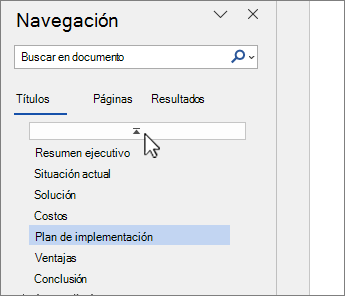 Navegación
Buscar en documento
Títulos Páginas Resultados
Resumen ejecutivo
Situación actual
Solución
Costos
Plan de implementación
Ventajas
Conclusión